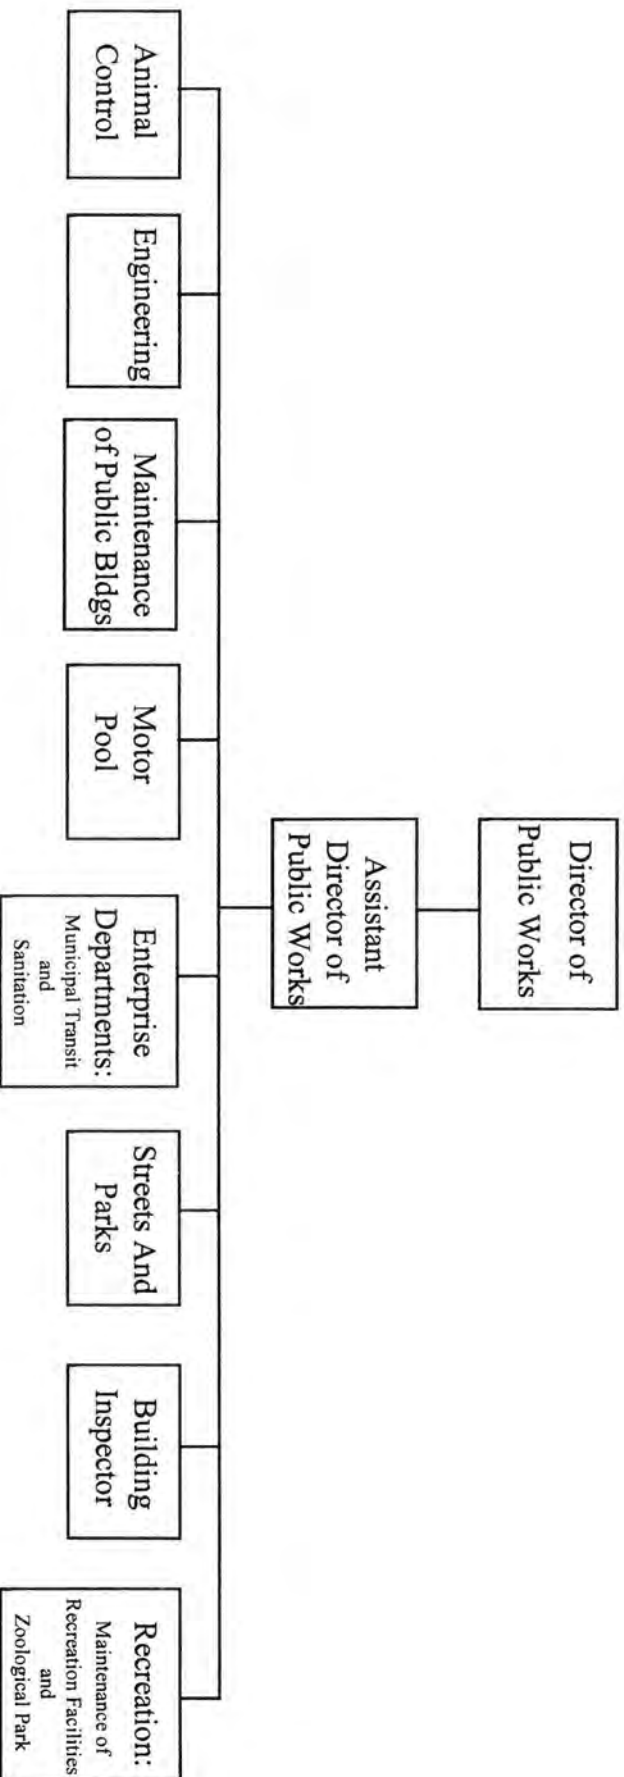 Director of
Public Works
Assistant
Director of
Public Works
Animal
Control
Engineering
Maintenance
of Public Bldgs
Motor
Pool
Enterprise
Departments:
Municipal Transit
and
Sanitation
Streets And
Parks
Building
Inspector
Recreation:
Maintenance of
Recreation Facilities
and
Zoological Park